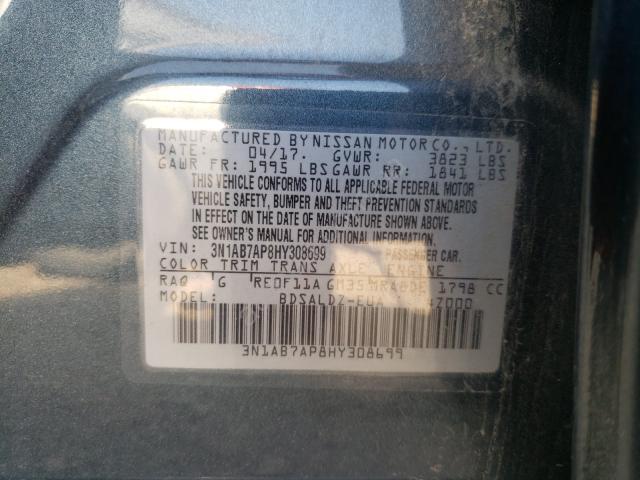 MANUFACTURED BY NISSAN MOTOR CO., LTD.
DATE: 04/17. GVWR: 3823 LBS
GAWR FR: 1995 LBS GAWR RR: 1841 LBS
THIS VEHICLE CONFORMS TO ALL APPLICABLE FEDERAL MOTOR
VEHICLE SAFETY, BUMPER AND THEFT PREVENTION STANDARDS
IN EFFECT ON THE DATE OF MANUFACTURE SHOWN ABOVE.
SEE OWNER'S MANUAL FOR ADDITIONAL INFORMATION
VIN: 3N1AB7AP8HY308699 PASSENGER CAR.
COLOR TRIM TRANS AXLE ENGINE
RAQ G RE0F11A GM35 MRA8DE 1798 CC
MODEL: BDSALDZ-EUA
3N1AB7AP8HY308699